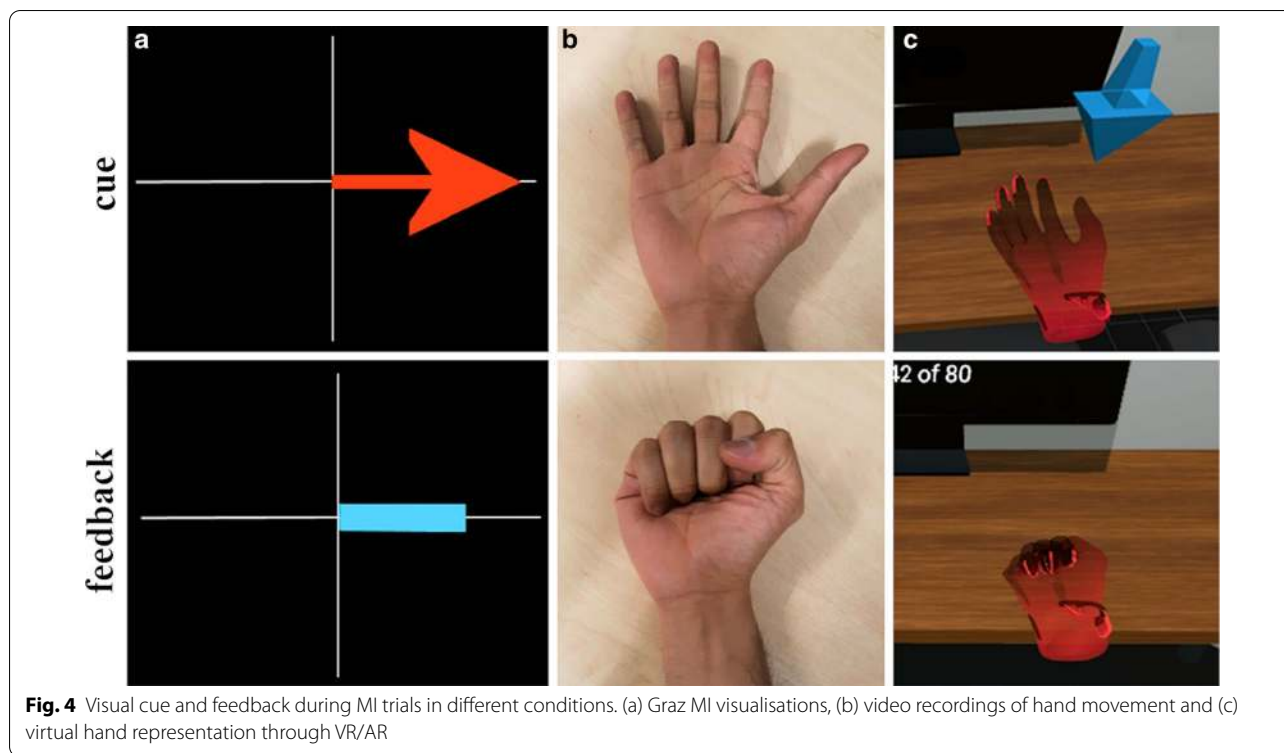 a
b
c
cue
42 of 80
feedback
Fig. 4 Visual cue and feedback during MI trials in different conditions. (a) Graz MI visualisations, (b) video recordings of hand movement and (c)
virtual hand representation through VR/AR